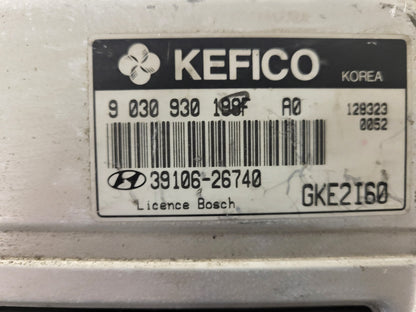 KEFICO KOREA
9 030 930 A0 128323
0052
39106-26740
Licence Bosch GKE2I60